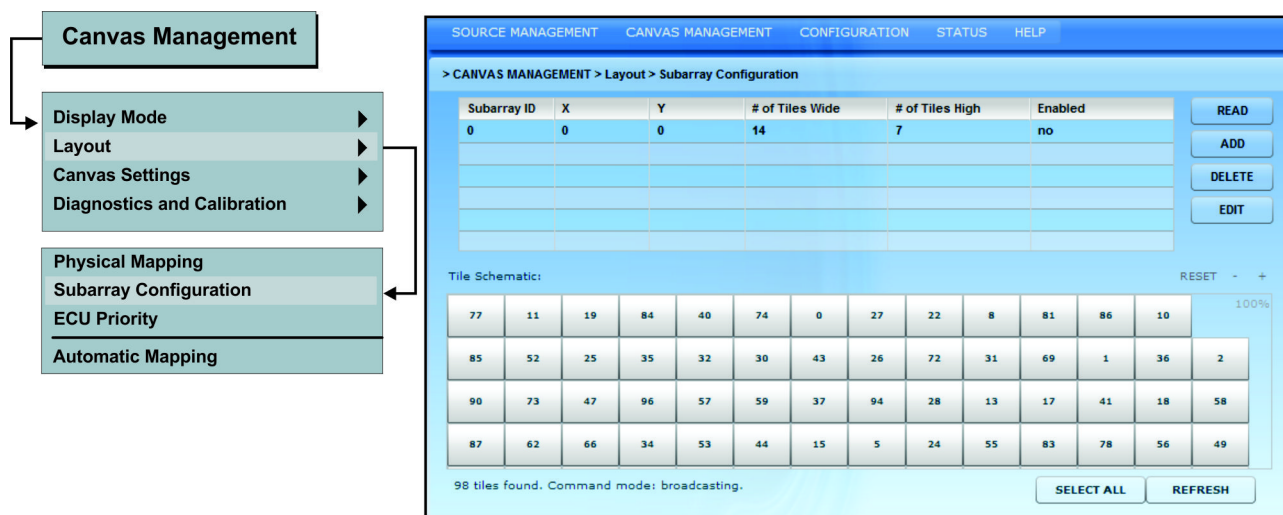 Canvas Management
Display Mode
Layout
Canvas Settings
Diagnostics and Calibration
Physical Mapping
Subarray Configuration
ECU Priority
Automatic Mapping
SOURCE MANAGEMENT CANVAS MANAGEMENT CONFIGURATION STATUS HELP
> CANVAS MANAGEMENT > Layout > Subarray Configuration
Subarray ID X Y # of Tiles Wide # of Tiles High Enabled
0 0 0 14 7 no
READ
ADD
DELETE
EDIT
Tile Schematic:
RESET - +
100%
77 11 19 84 40 74 0 27 22 8 81 86 10
85 52 25 35 32 30 43 26 72 31 69 1 36 2
90 73 47 96 57 59 37 94 28 13 17 41 18 58
87 62 66 34 53 44 15 5 24 55 83 78 56 49
98 tiles found. Command mode: broadcasting.
SELECT ALL REFRESH